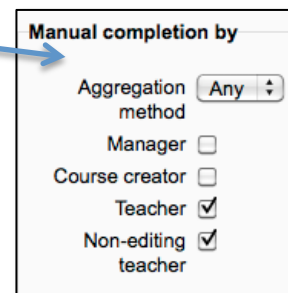 Manual completion by
Aggregation Any
method
Manager
Course creator
Teacher
Non-editing
teacher